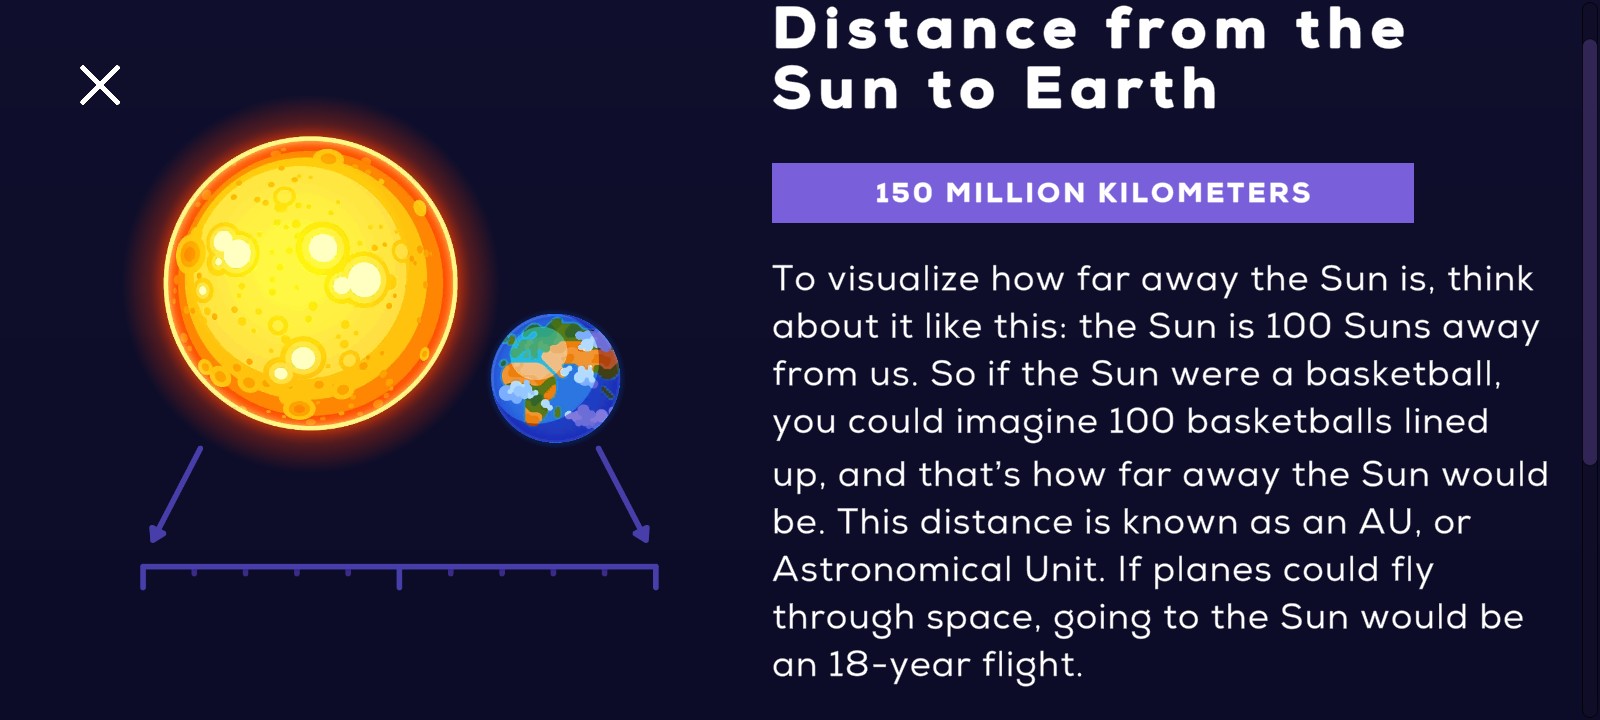 Distance from the
Sun to Earth
150 MILLION KILOMETERS
To visualize how far away the Sun is, think
about it like this: the Sun is 100 Suns away
from us. So if the Sun were a basketball,
you could imagine 100 basketballs lined
up, and that’s how far away the Sun would
be. This distance is known as an AU, or
Astronomical Unit. If planes could fly
through space, going to the Sun would be
an 18-year flight.